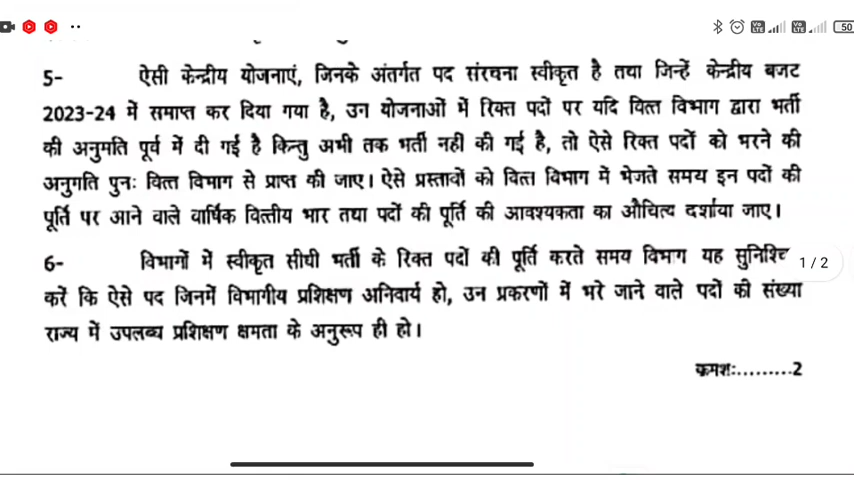 50
5- ऐसी केन्द्रीय योजनाएं, जिनके अंतर्गत पद संरचना स्वीकृत है तथा जिन्हें केन्द्रीय बजट
2023-24 में समाप्त कर दिया गया है, उन योजनाओं में रिक्त पदों पर यदि वित्त विभाग द्वारा भर्ती
की अनुमति पूर्व में दी गई है किन्तु अभी तक भर्ती नहीं की गई है, तो ऐसे रिक्त पदों को भरने की
अनुमति पुनः वित्त विभाग से प्राप्त की जाए। ऐसे प्रस्तावों को वित्त विभाग में भेजते समय इन पदों की
पूर्ति पर आने वाले वार्षिक वित्तीय भार तथा पदों की पूर्ति की आवश्यकता का औचित्य दर्शाया जाए।
6- विभागों में स्वीकृत सीधी भर्ती के रिक्त पदों की पूर्ति करते समय विभाग यह सुनिश्चि
1 / 2
करें कि ऐसे पद जिनमें विभागीय प्रशिक्षण अनिवार्य हो, उन प्रकरणों में भरे जाने वाले पदों की संख्या
राज्य में उपलब्ध प्रशिक्षण क्षमता के अनुरूप ही हो।
क्रमशः.........2